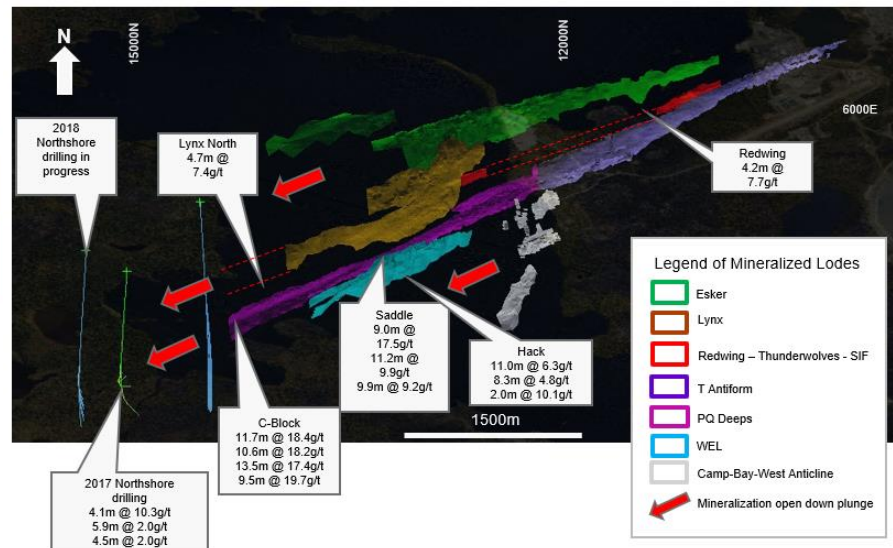 N
15000N
12000N
6000E
2018
Northshore
drilling in
progress
Lynx North
4.7m @
7.4g/t
Redwing
4.2m @
7.7g/t
Saddle
9.0m @
17.5g/t
11.2m @
9.9g/t
9.9m @ 9.2g/t
Hack
11.0m @ 6.3g/t
8.3m @ 4.8g/t
2.0m @ 10.1g/t
C-Block
11.7m @ 18.4g/t
10.6m @ 18.2g/t
13.5m @ 17.4g/t
9.5m @ 19.7g/t
2017 Northshore
drilling
4.1m @ 10.3g/t
5.9m @ 2.0g/t
4.5m @ 2.0g/t
1500m
Legend of Mineralized Lodes
Esker
Lynx
Redwing – Thunderwolves - SIF
T Antiform
PQ Deeps
WEL
Camp-Bay-West Anticline
Mineralization open down plunge